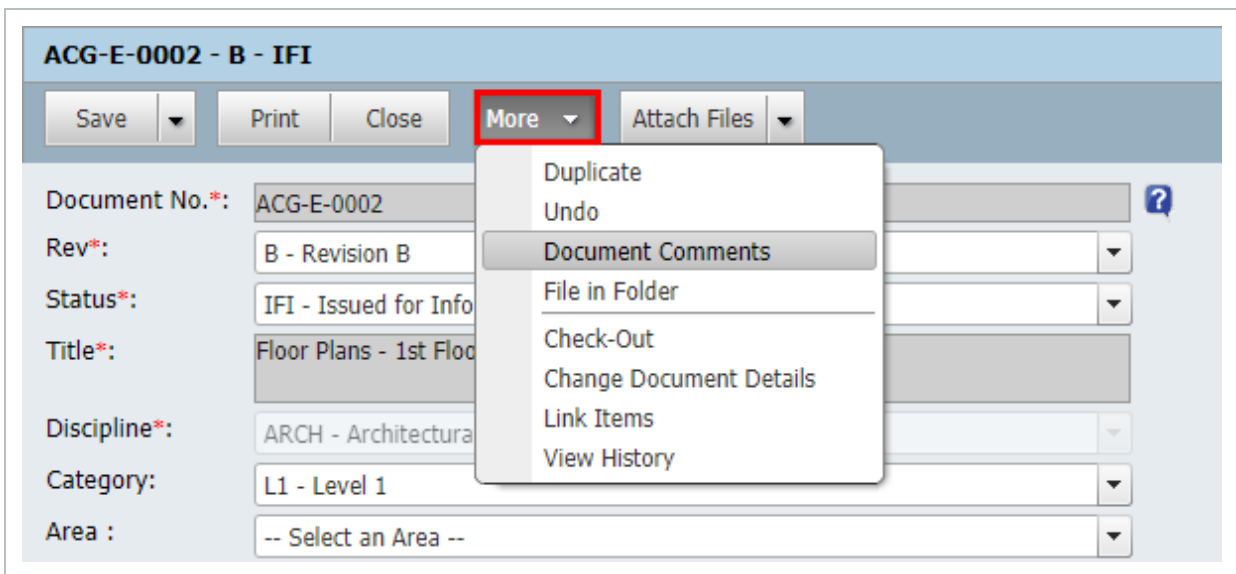 ACG-E-0002 - B - IFI
Save Print Close More Attach Files
Duplicate
Undo
Document Comments
File in Folder
Check-Out
Change Document Details
Link Items
View History
Document No.*: ACG-E-0002 ?
Rev*: B - Revision B
Status*: IFI - Issued for Info
Title*: Floor Plans - 1st Floo
Discipline*: ARCH - Architectura
Category: L1 - Level 1
Area : -- Select an Area --